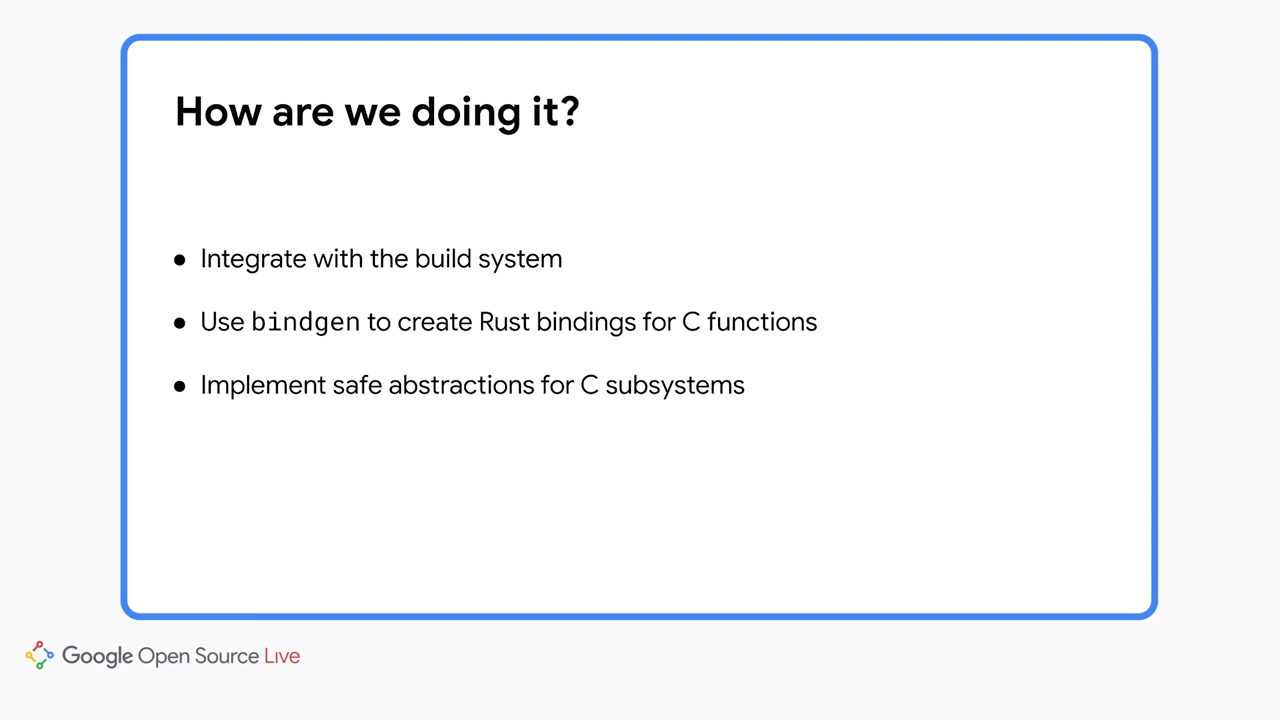 How are we doing it?
● Integrate with the build system
● Use bindgen to create Rust bindings for C functions
● Implement safe abstractions for C subsystems
Google Open Source Live